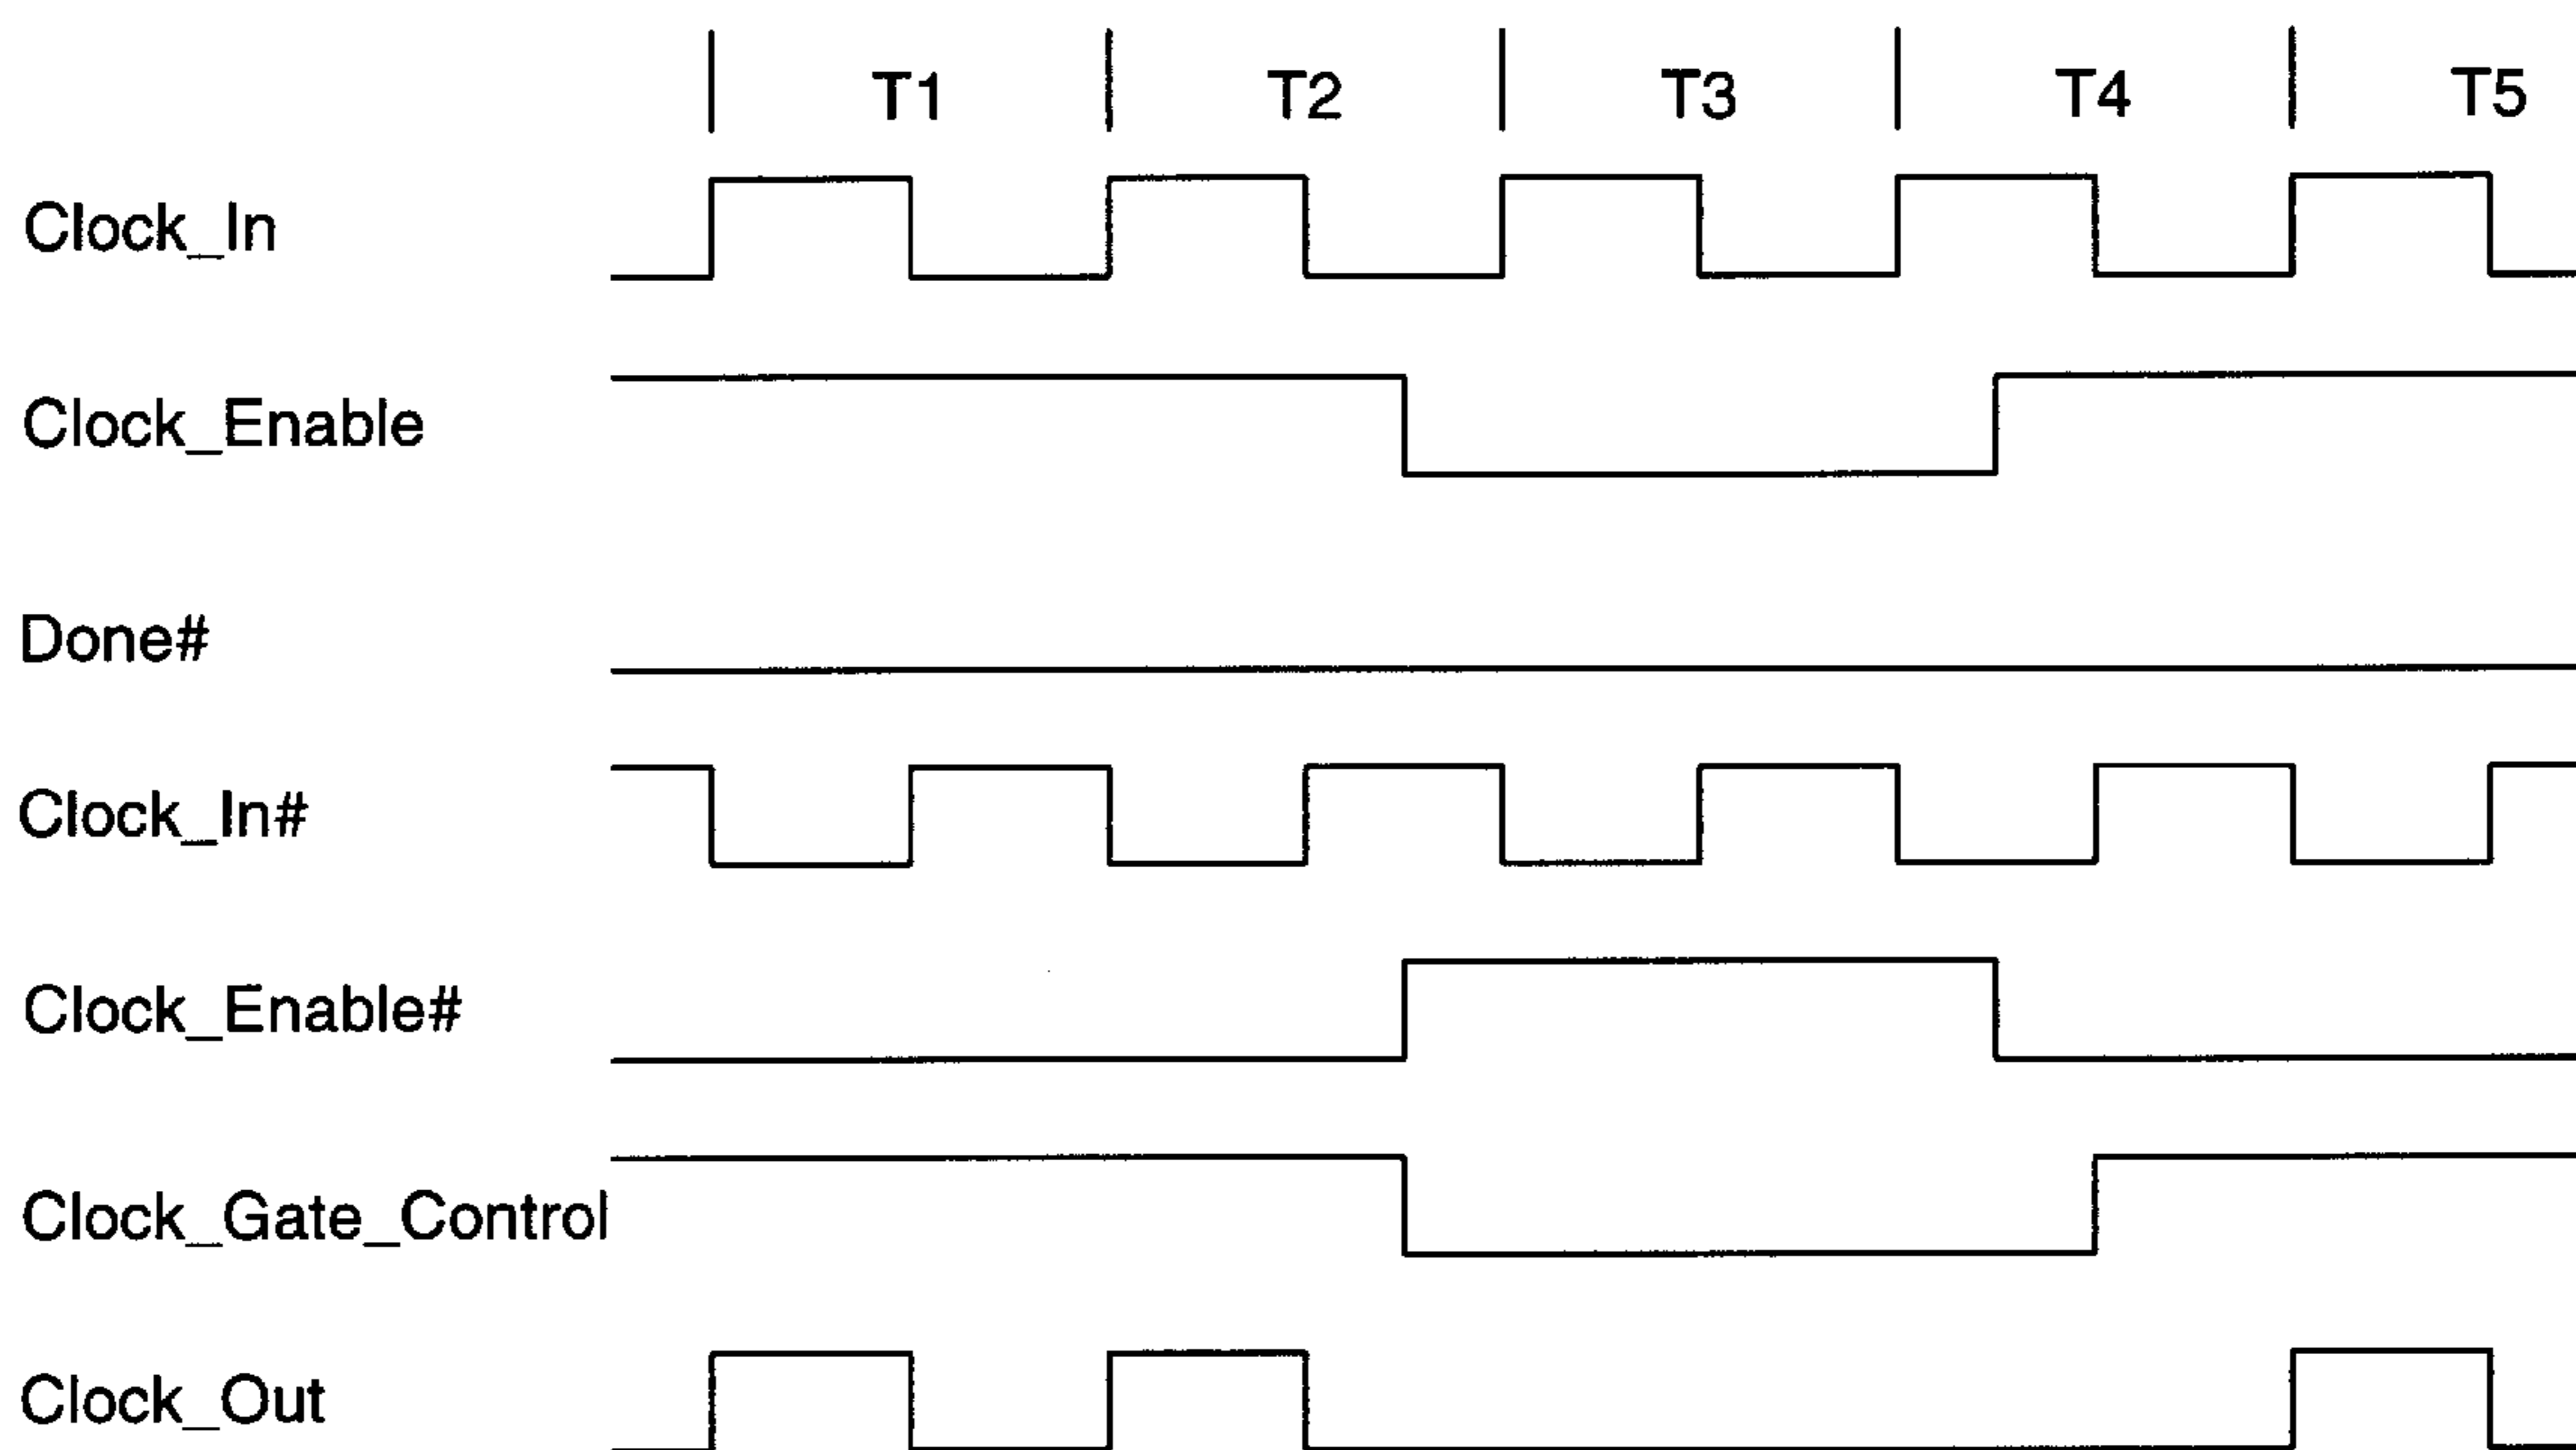 T1 T2 T3 T4 T5
Clock_In
Clock_Enable
Done#
Clock_In#
Clock_Enable#
Clock_Gate_Control
Clock_Out